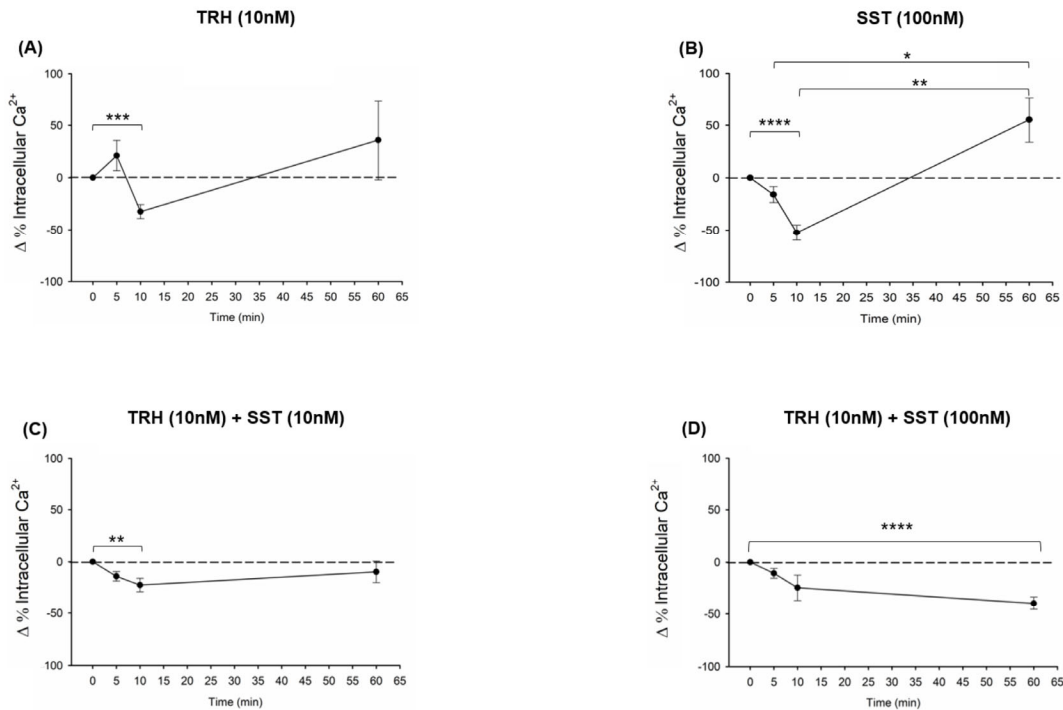 TRH (10nM)
(A)
Δ % Intracellular Ca2+
100
50
0
-50
-100
***
0 5 10 15 20 25 30 35 40 45 50 55 60 65
Time (min)
SST (100nM)
(B)
Δ % Intracellular Ca2+
100
50
0
-50
-100
*
**
****
0 5 10 15 20 25 30 35 40 45 50 55 60 65
Time (min)
TRH (10nM) + SST (10nM)
(C)
Δ % Intracellular Ca2+
100
50
0
-50
100
**
0 5 10 15 20 25 30 35 40 45 50 55 60 65
Time (min)
TRH (10nM) + SST (100nM)
(D)
Δ % Intracellular Ca2+
100
50
0
-50
-100
****
0 5 10 15 20 25 30 35 40 45 50 55 60 65
Time (min)